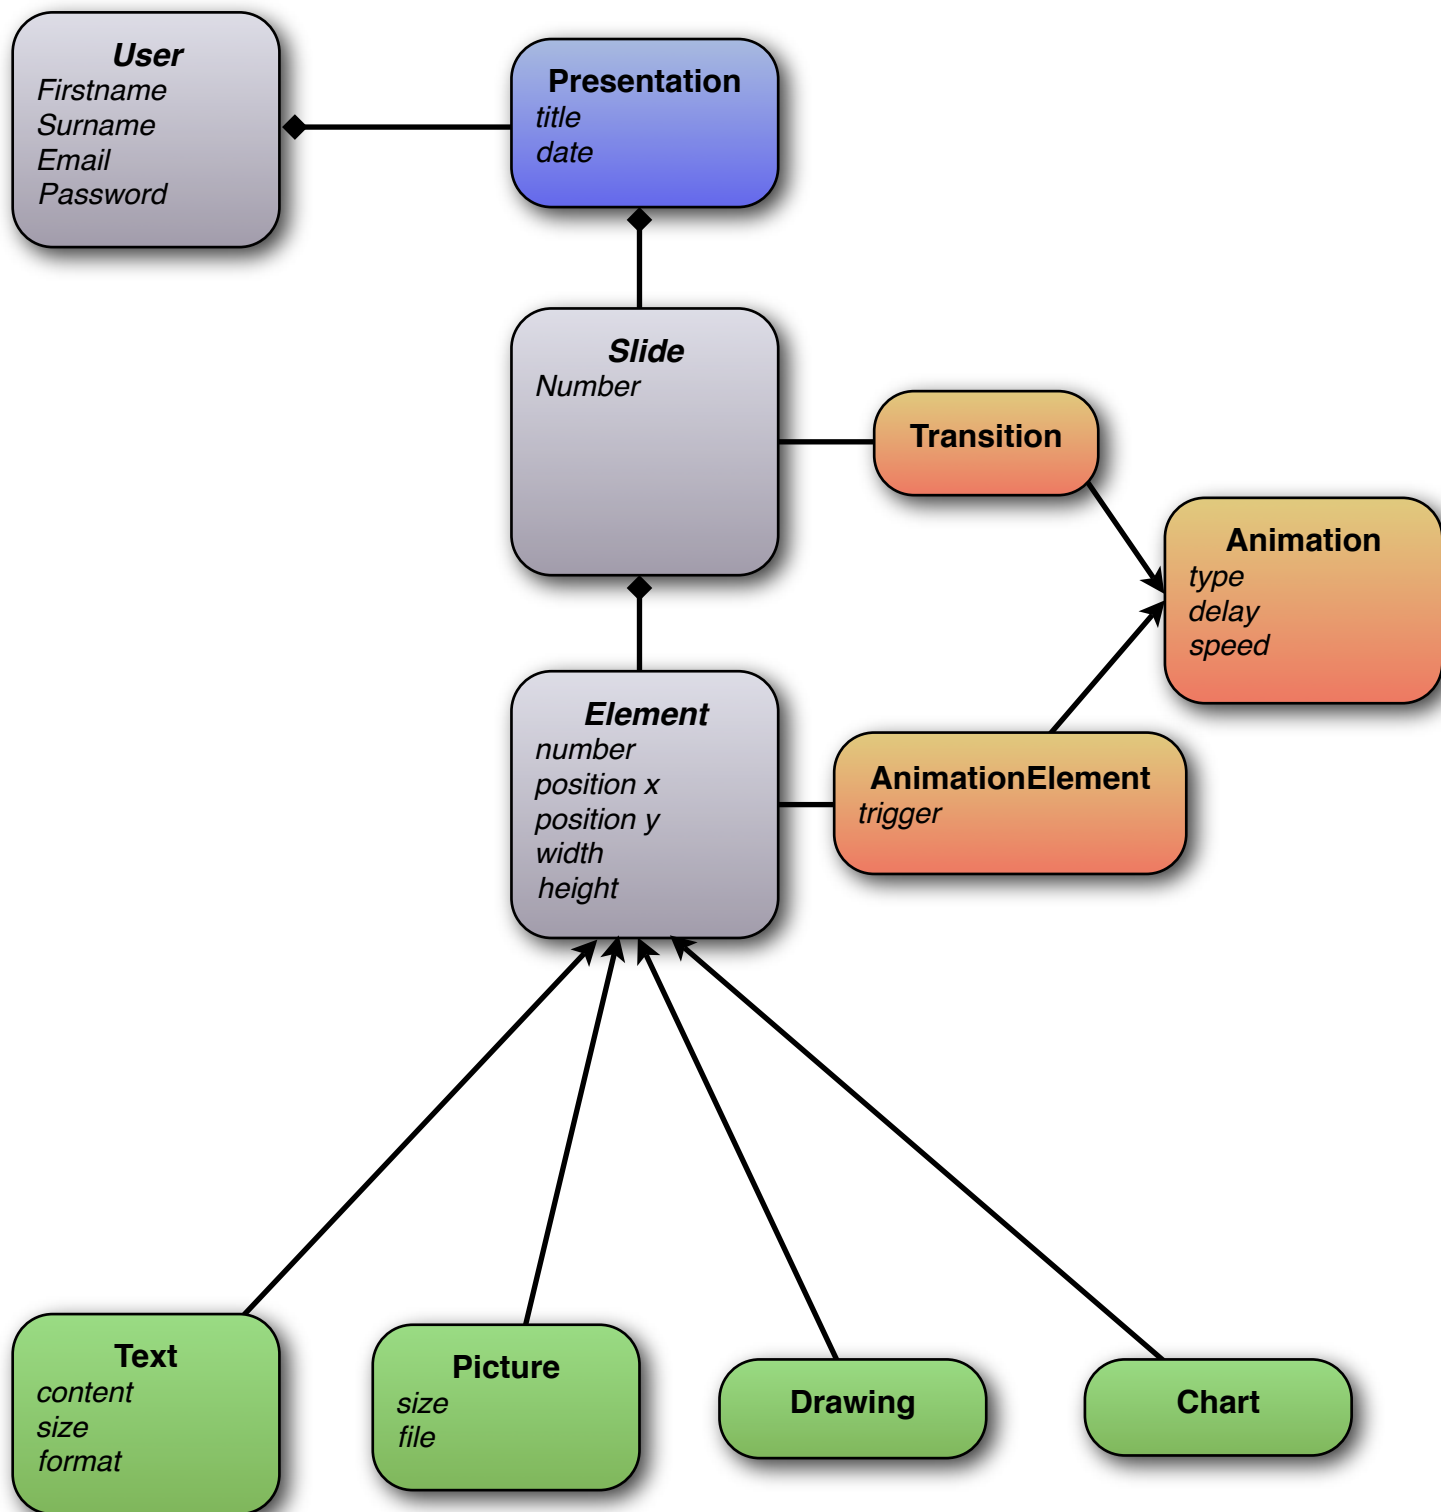 User
Firstname
Surname
Email
Password
Presentation
title
date
Slide
Number
Transition
Animation
type
delay
speed
Element
number
position x
position y
width
height
AnimationElement
trigger
Text
content
size
format
Picture
size
file
Drawing
Chart